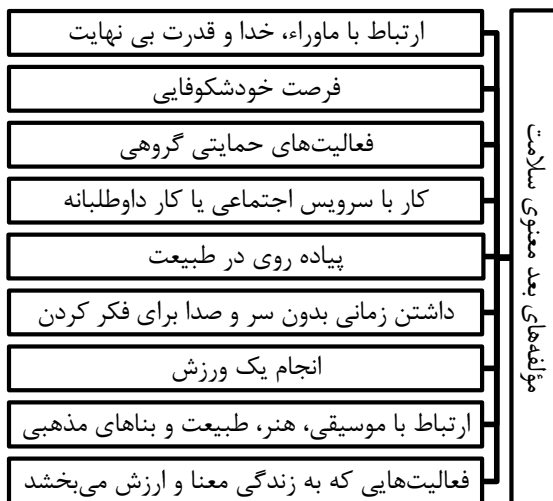 مؤلفه‌های بعد معنوی سلامت
ارتباط با ماوراء، خدا و قدرت بی نهایت
فرصت خودشکوفایی
فعالیت‌های حمایتی گروهی
کار با سرویس اجتماعی یا کار داوطلبانه
پیاده روی در طبیعت
داشتن زمانی بدون سر و صدا برای فکر کردن
انجام یک ورزش
ارتباط با موسیقی، هنر، طبیعت و بناهای مذهبی
فعالیت‌هایی که به زندگی معنا و ارزش می‌بخشد